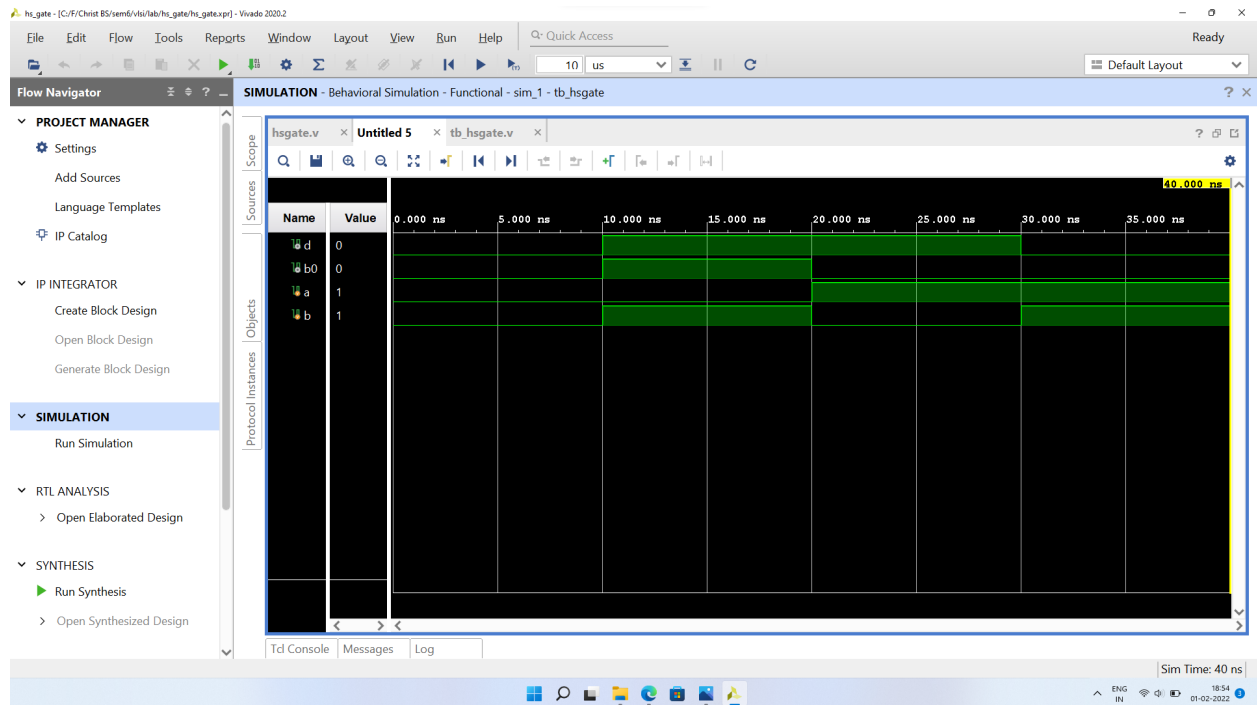 hs_gate - [C:/F/Christ BS/sem6/vlsi/lab/hs_gate/hs_gate.xpr] - Vivado 2020.2
File Edit Flow Tools Reports Window Layout View Run Help Q- Quick Access Ready
10 us Default Layout
Flow Navigator ? SIMULATION - Behavioral Simulation - Functional - sim_1 - tb_hsgate ? ×
PROJECT MANAGER
Settings
Add Sources
Language Templates
IP Catalog
IP INTEGRATOR
Create Block Design
Open Block Design
Generate Block Design
SIMULATION
Run Simulation
RTL ANALYSIS
Open Elaborated Design
SYNTHESIS
Run Synthesis
Open Synthesized Design
Scope
Sources
Objects
Protocol Instances
hsgate.v × Untitled 5 × tb_hsgate.v × ?
40.000 ns
Name Value 0.000 ns 5.000 ns 10.000 ns 15.000 ns 20.000 ns 25.000 ns 30.000 ns 35.000 ns
d 0
b0 0
a 1
b 1
Tcl Console Messages Log
Sim Time: 40 ns
ENG
IN
18:54
01-02-2022
3